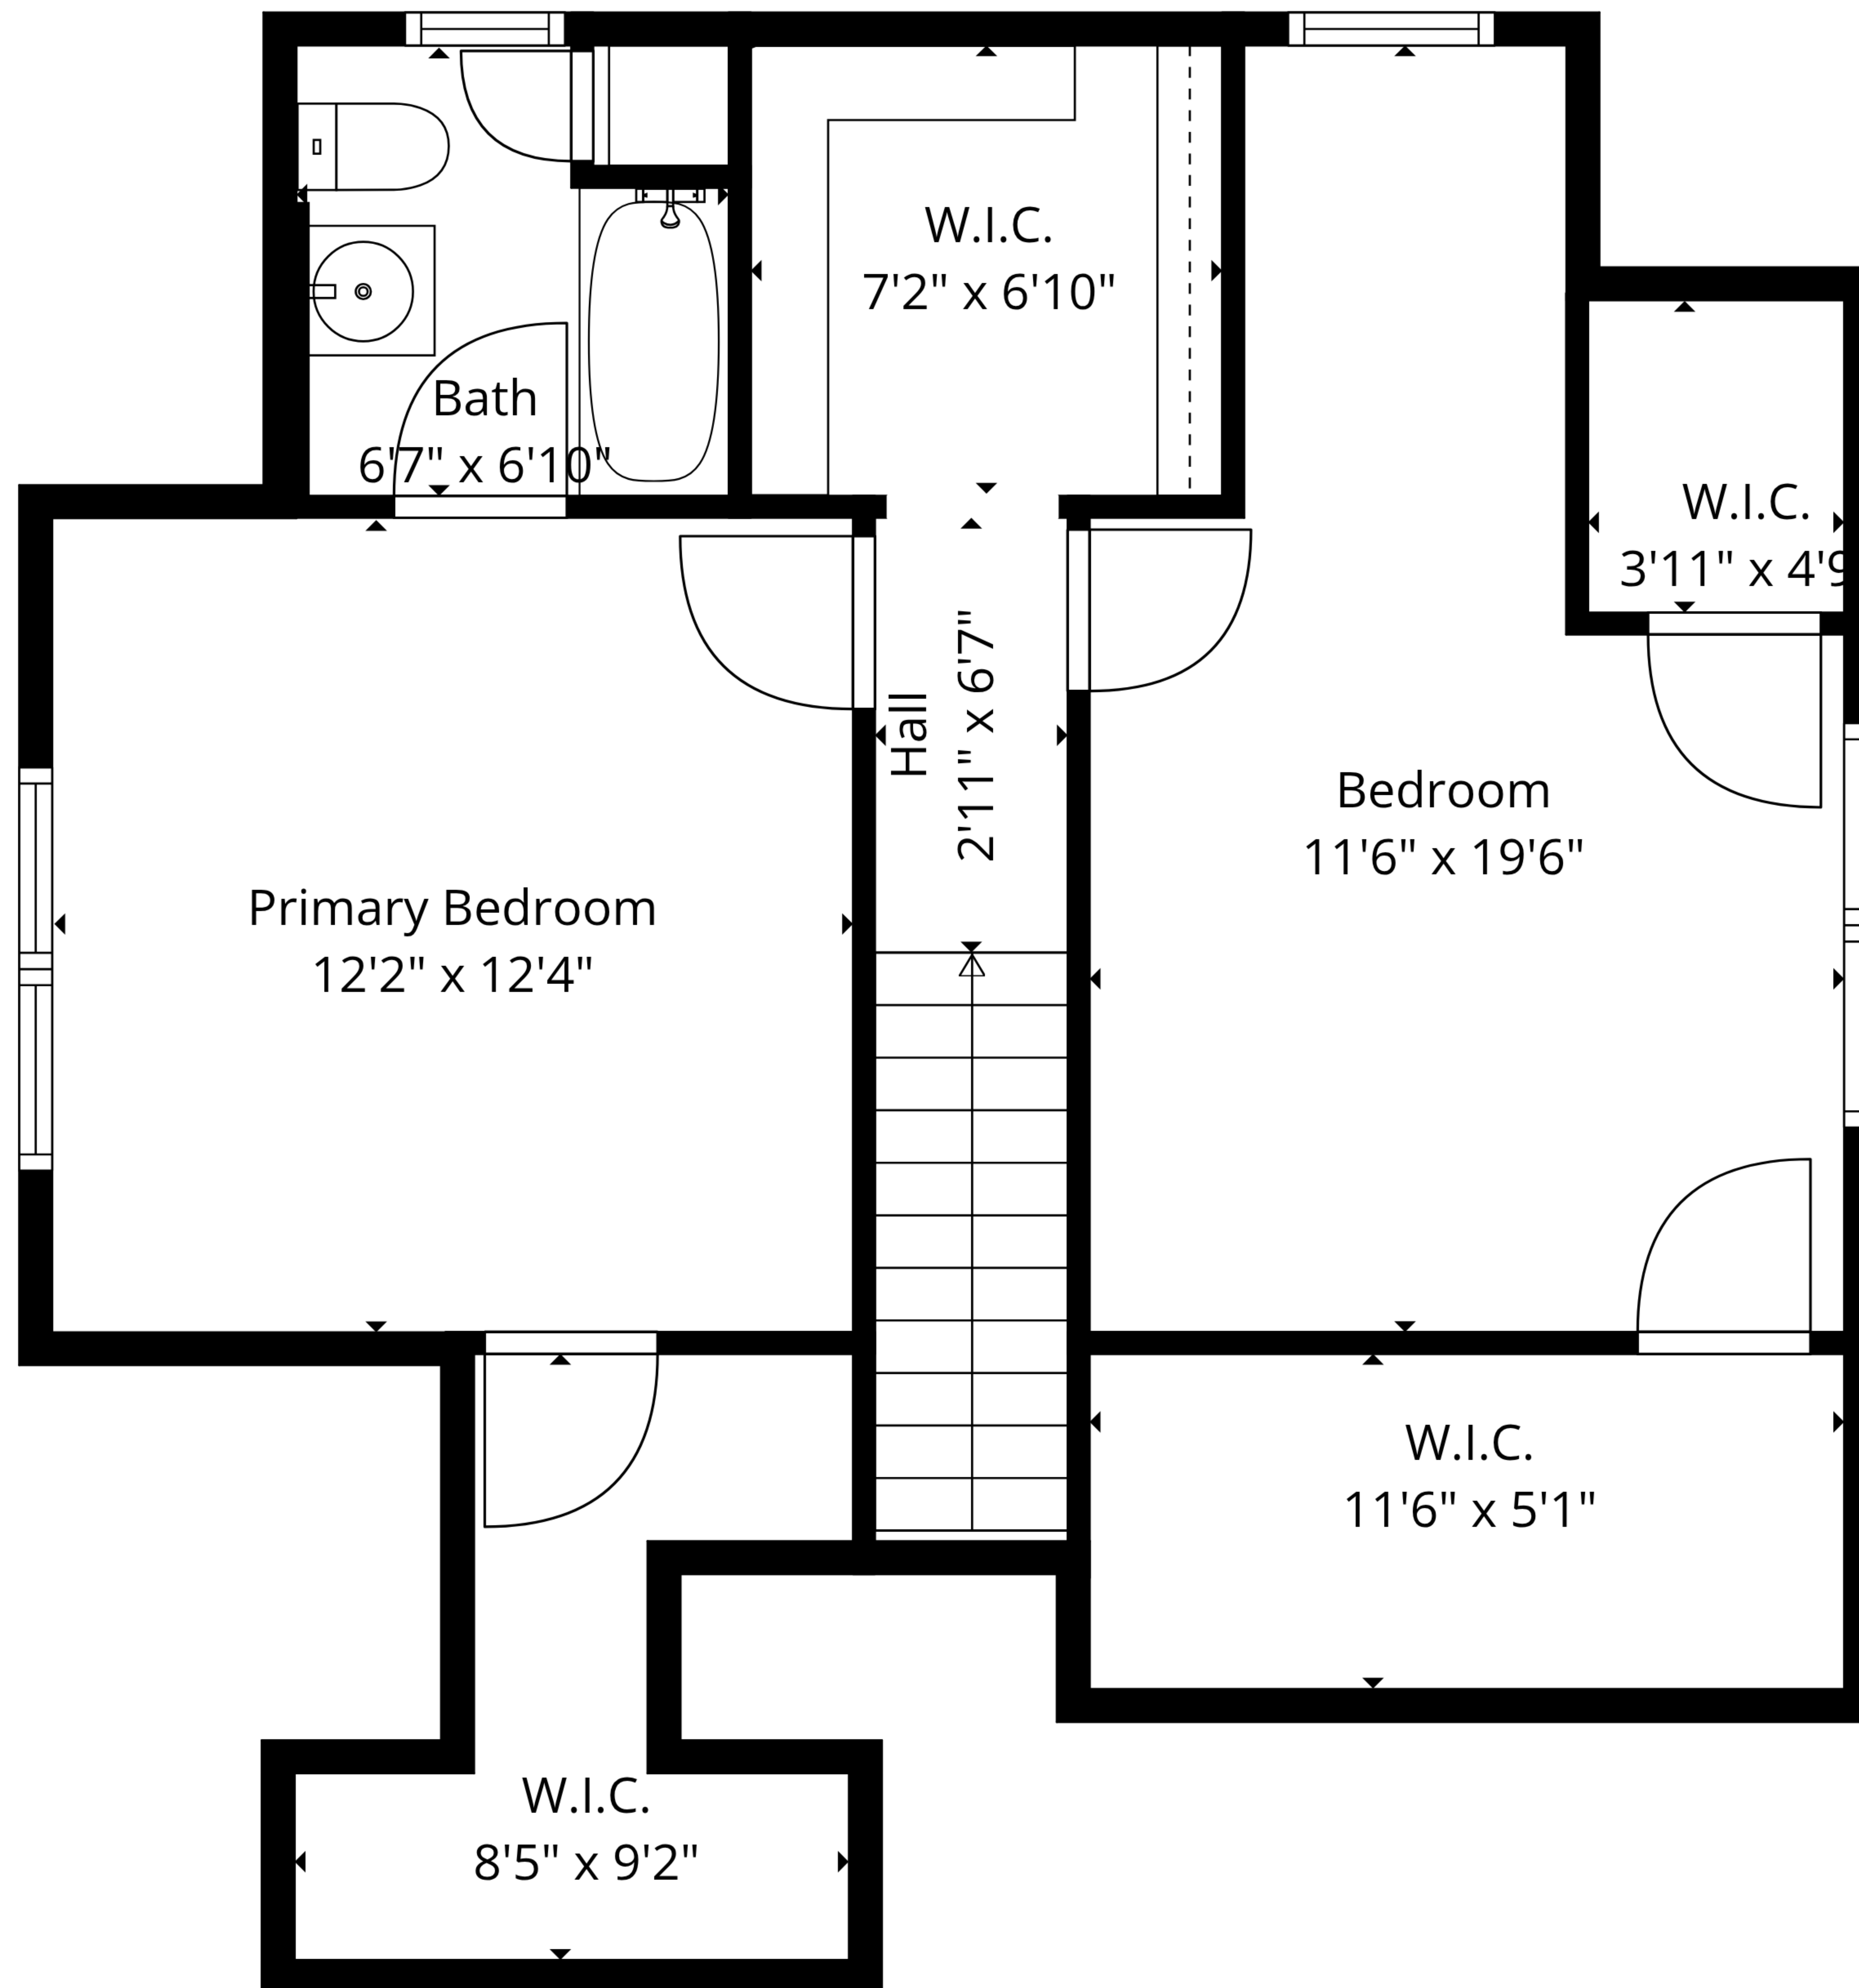 W.I.C.
7'2" x 6'10"
Bath
6'7" x 6'10"
W.I.C.
3'11" x 4'9
Hall
2'11" x 6'7"
Bedroom
11'6" x 19'6"
Primary Bedroom
12'2" x 12'4"
W.I.C.
11'6" x 5'1"
W.I.C.
8'5" x 9'2"